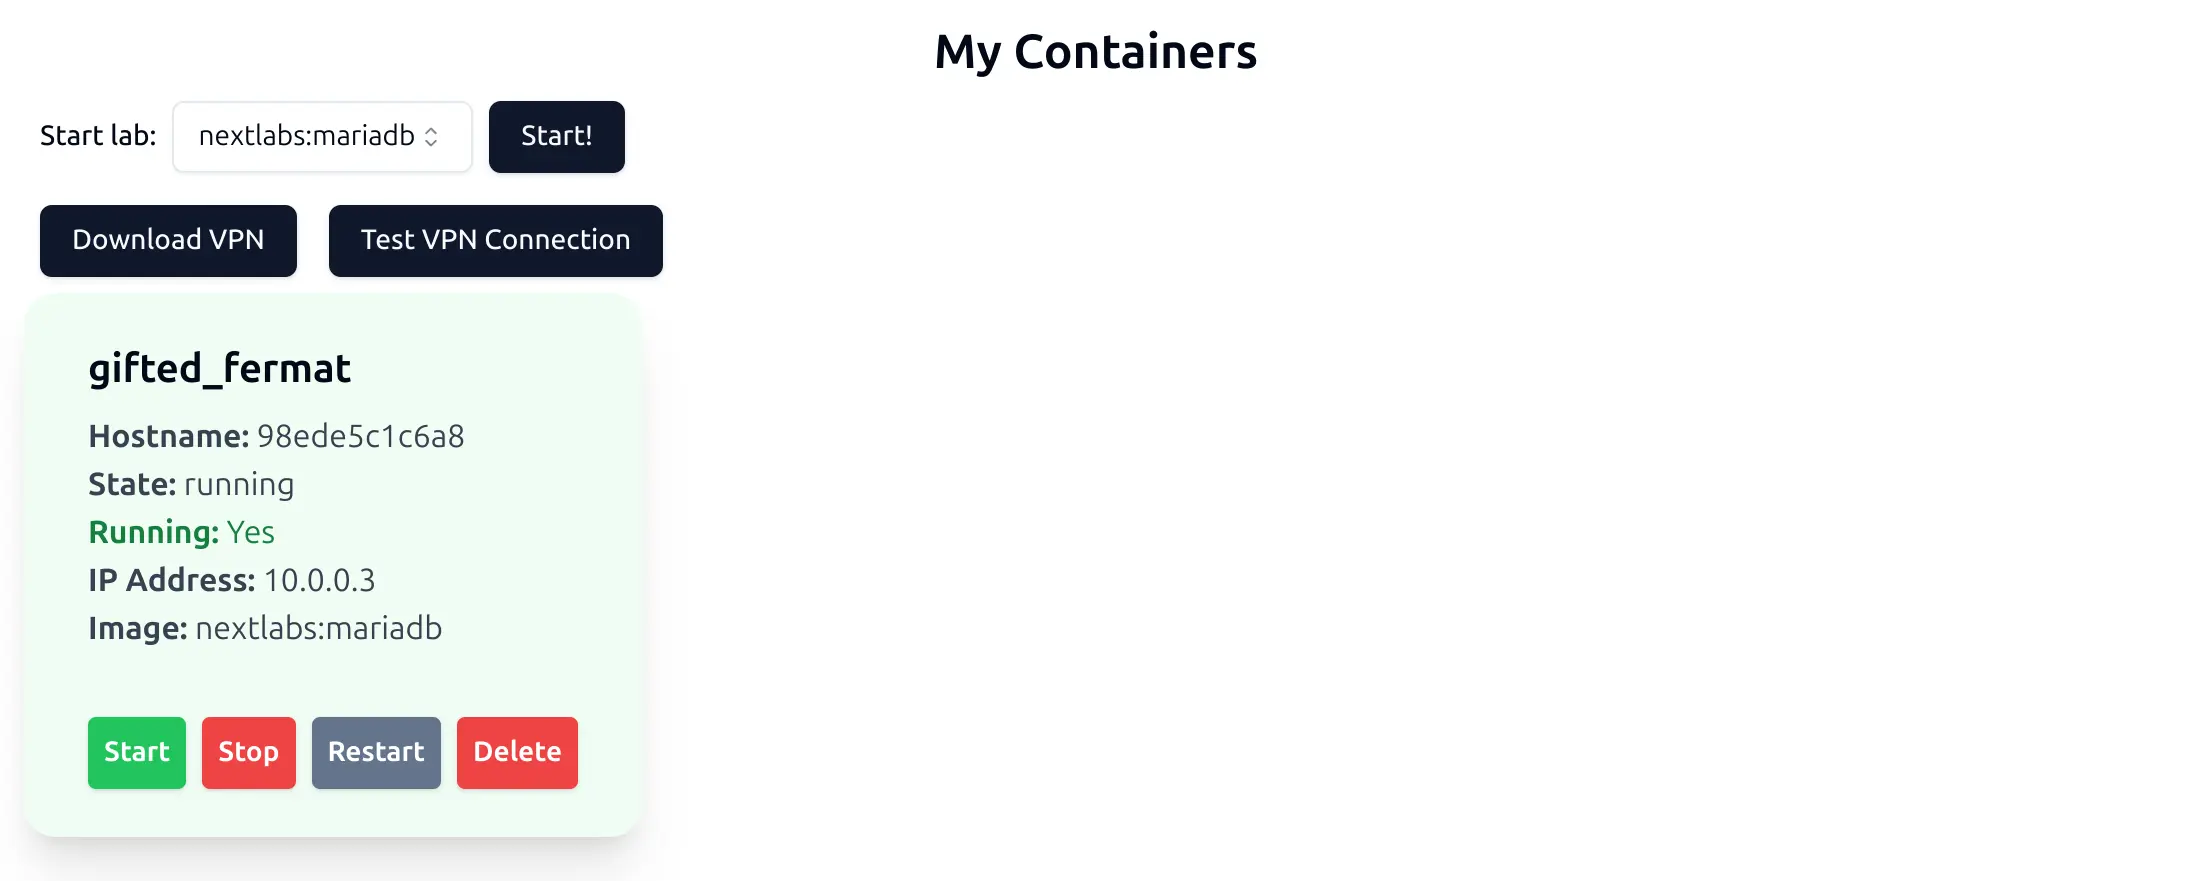 My Containers
Start lab: nextlabs:mariadb Start!
Download VPN Test VPN Connection
gifted_fermat
Hostname: 98ede5c1c6a8
State: running
Running: Yes
IP Address: 10.0.0.3
Image: nextlabs:mariadb
Start Stop Restart Delete